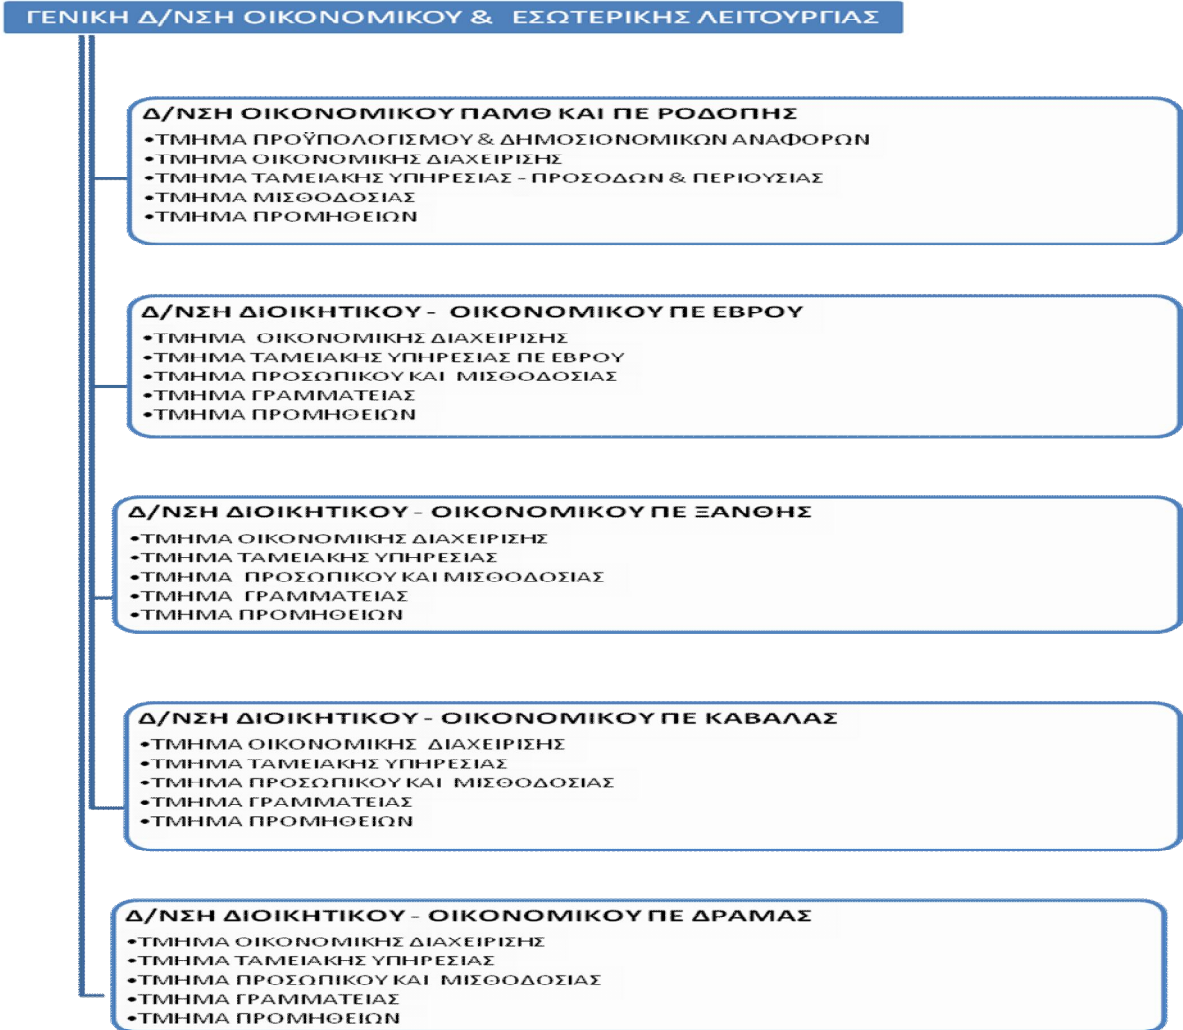 ΓΕΝΙΚΗ Δ/ΝΣΗ ΟΙΚΟΝΟΜΙΚΟΥ & ΕΣΩΤΕΡΙΚΗΣ ΛΕΙΤΟΥΡΓΙΑΣ
Δ/ΝΣΗ ΟΙΚΟΝΟΜΙΚΟΥ ΠΑΜΘ ΚΑΙ ΠΕ ΡΟΔΟΠΗΣ
•ΤΜΗΜΑ ΠΡΟΫΠΟΛΟΓΙΣΜΟΥ & ΔΗΜΟΣΙΟΝΟΜΙΚΩΝ ΑΝΑΦΟΡΩΝ
•ΤΜΗΜΑ ΟΙΚΟΝΟΜΙΚΗΣ ΔΙΑΧΕΙΡΙΣΗΣ
•ΤΜΗΜΑ ΤΑΜΕΙΑΚΗΣ ΥΠΗΡΕΣΙΑΣ - ΠΡΟΣΟΔΩΝ & ΠΕΡΙΟΥΣΙΑΣ
•ΤΜΗΜΑ ΜΙΣΘΟΔΟΣΙΑΣ
•ΤΜΗΜΑ ΠΡΟΜΗΘΕΙΩΝ
Δ/ΝΣΗ ΔΙΟΙΚΗΤΙΚΟΥ - ΟΙΚΟΝΟΜΙΚΟΥ ΠΕ ΕΒΡΟΥ
•ΤΜΗΜΑ ΟΙΚΟΝΟΜΙΚΗΣ ΔΙΑΧΕΙΡΙΣΗΣ
•ΤΜΗΜΑ ΤΑΜΕΙΑΚΗΣ ΥΠΗΡΕΣΙΑΣ ΠΕ ΕΒΡΟΥ
•ΤΜΗΜΑ ΠΡΟΣΩΠΙΚΟΥ ΚΑΙ ΜΙΣΘΟΔΟΣΙΑΣ
•ΤΜΗΜΑ ΓΡΑΜΜΑΤΕΙΑΣ
•ΤΜΗΜΑ ΠΡΟΜΗΘΕΙΩΝ
Δ/ΝΣΗ ΔΙΟΙΚΗΤΙΚΟΥ - ΟΙΚΟΝΟΜΙΚΟΥ ΠΕ ΞΑΝΘΗΣ
•ΤΜΗΜΑ ΟΙΚΟΝΟΜΙΚΗΣ ΔΙΑΧΕΙΡΙΣΗΣ
•ΤΜΗΜΑ ΤΑΜΕΙΑΚΗΣ ΥΠΗΡΕΣΙΑΣ
•ΤΜΗΜΑ ΠΡΟΣΩΠΙΚΟΥ ΚΑΙ ΜΙΣΘΟΔΟΣΙΑΣ
•ΤΜΗΜΑ ΓΡΑΜΜΑΤΕΙΑΣ
•ΤΜΗΜΑ ΠΡΟΜΗΘΕΙΩΝ
Δ/ΝΣΗ ΔΙΟΙΚΗΤΙΚΟΥ - ΟΙΚΟΝΟΜΙΚΟΥ ΠΕ ΚΑΒΑΛΑΣ
•ΤΜΗΜΑ ΟΙΚΟΝΟΜΙΚΗΣ ΔΙΑΧΕΙΡΙΣΗΣ
•ΤΜΗΜΑ ΤΑΜΕΙΑΚΗΣ ΥΠΗΡΕΣΙΑΣ
•ΤΜΗΜΑ ΠΡΟΣΩΠΙΚΟΥ ΚΑΙ ΜΙΣΘΟΔΟΣΙΑΣ
•ΤΜΗΜΑ ΓΡΑΜΜΑΤΕΙΑΣ
•ΤΜΗΜΑ ΠΡΟΜΗΘΕΙΩΝ
Δ/ΝΣΗ ΔΙΟΙΚΗΤΙΚΟΥ - ΟΙΚΟΝΟΜΙΚΟΥ ΠΕ ΔΡΑΜΑΣ
•ΤΜΗΜΑ ΟΙΚΟΝΟΜΙΚΗΣ ΔΙΑΧΕΙΡΙΣΗΣ
•ΤΜΗΜΑ ΤΑΜΕΙΑΚΗΣ ΥΠΗΡΕΣΙΑΣ
•ΤΜΗΜΑ ΠΡΟΣΩΠΙΚΟΥ ΚΑΙ ΜΙΣΘΟΔΟΣΙΑΣ
•ΤΜΗΜΑ ΓΡΑΜΜΑΤΕΙΑΣ
•ΤΜΗΜΑ ΠΡΟΜΗΘΕΙΩΝ